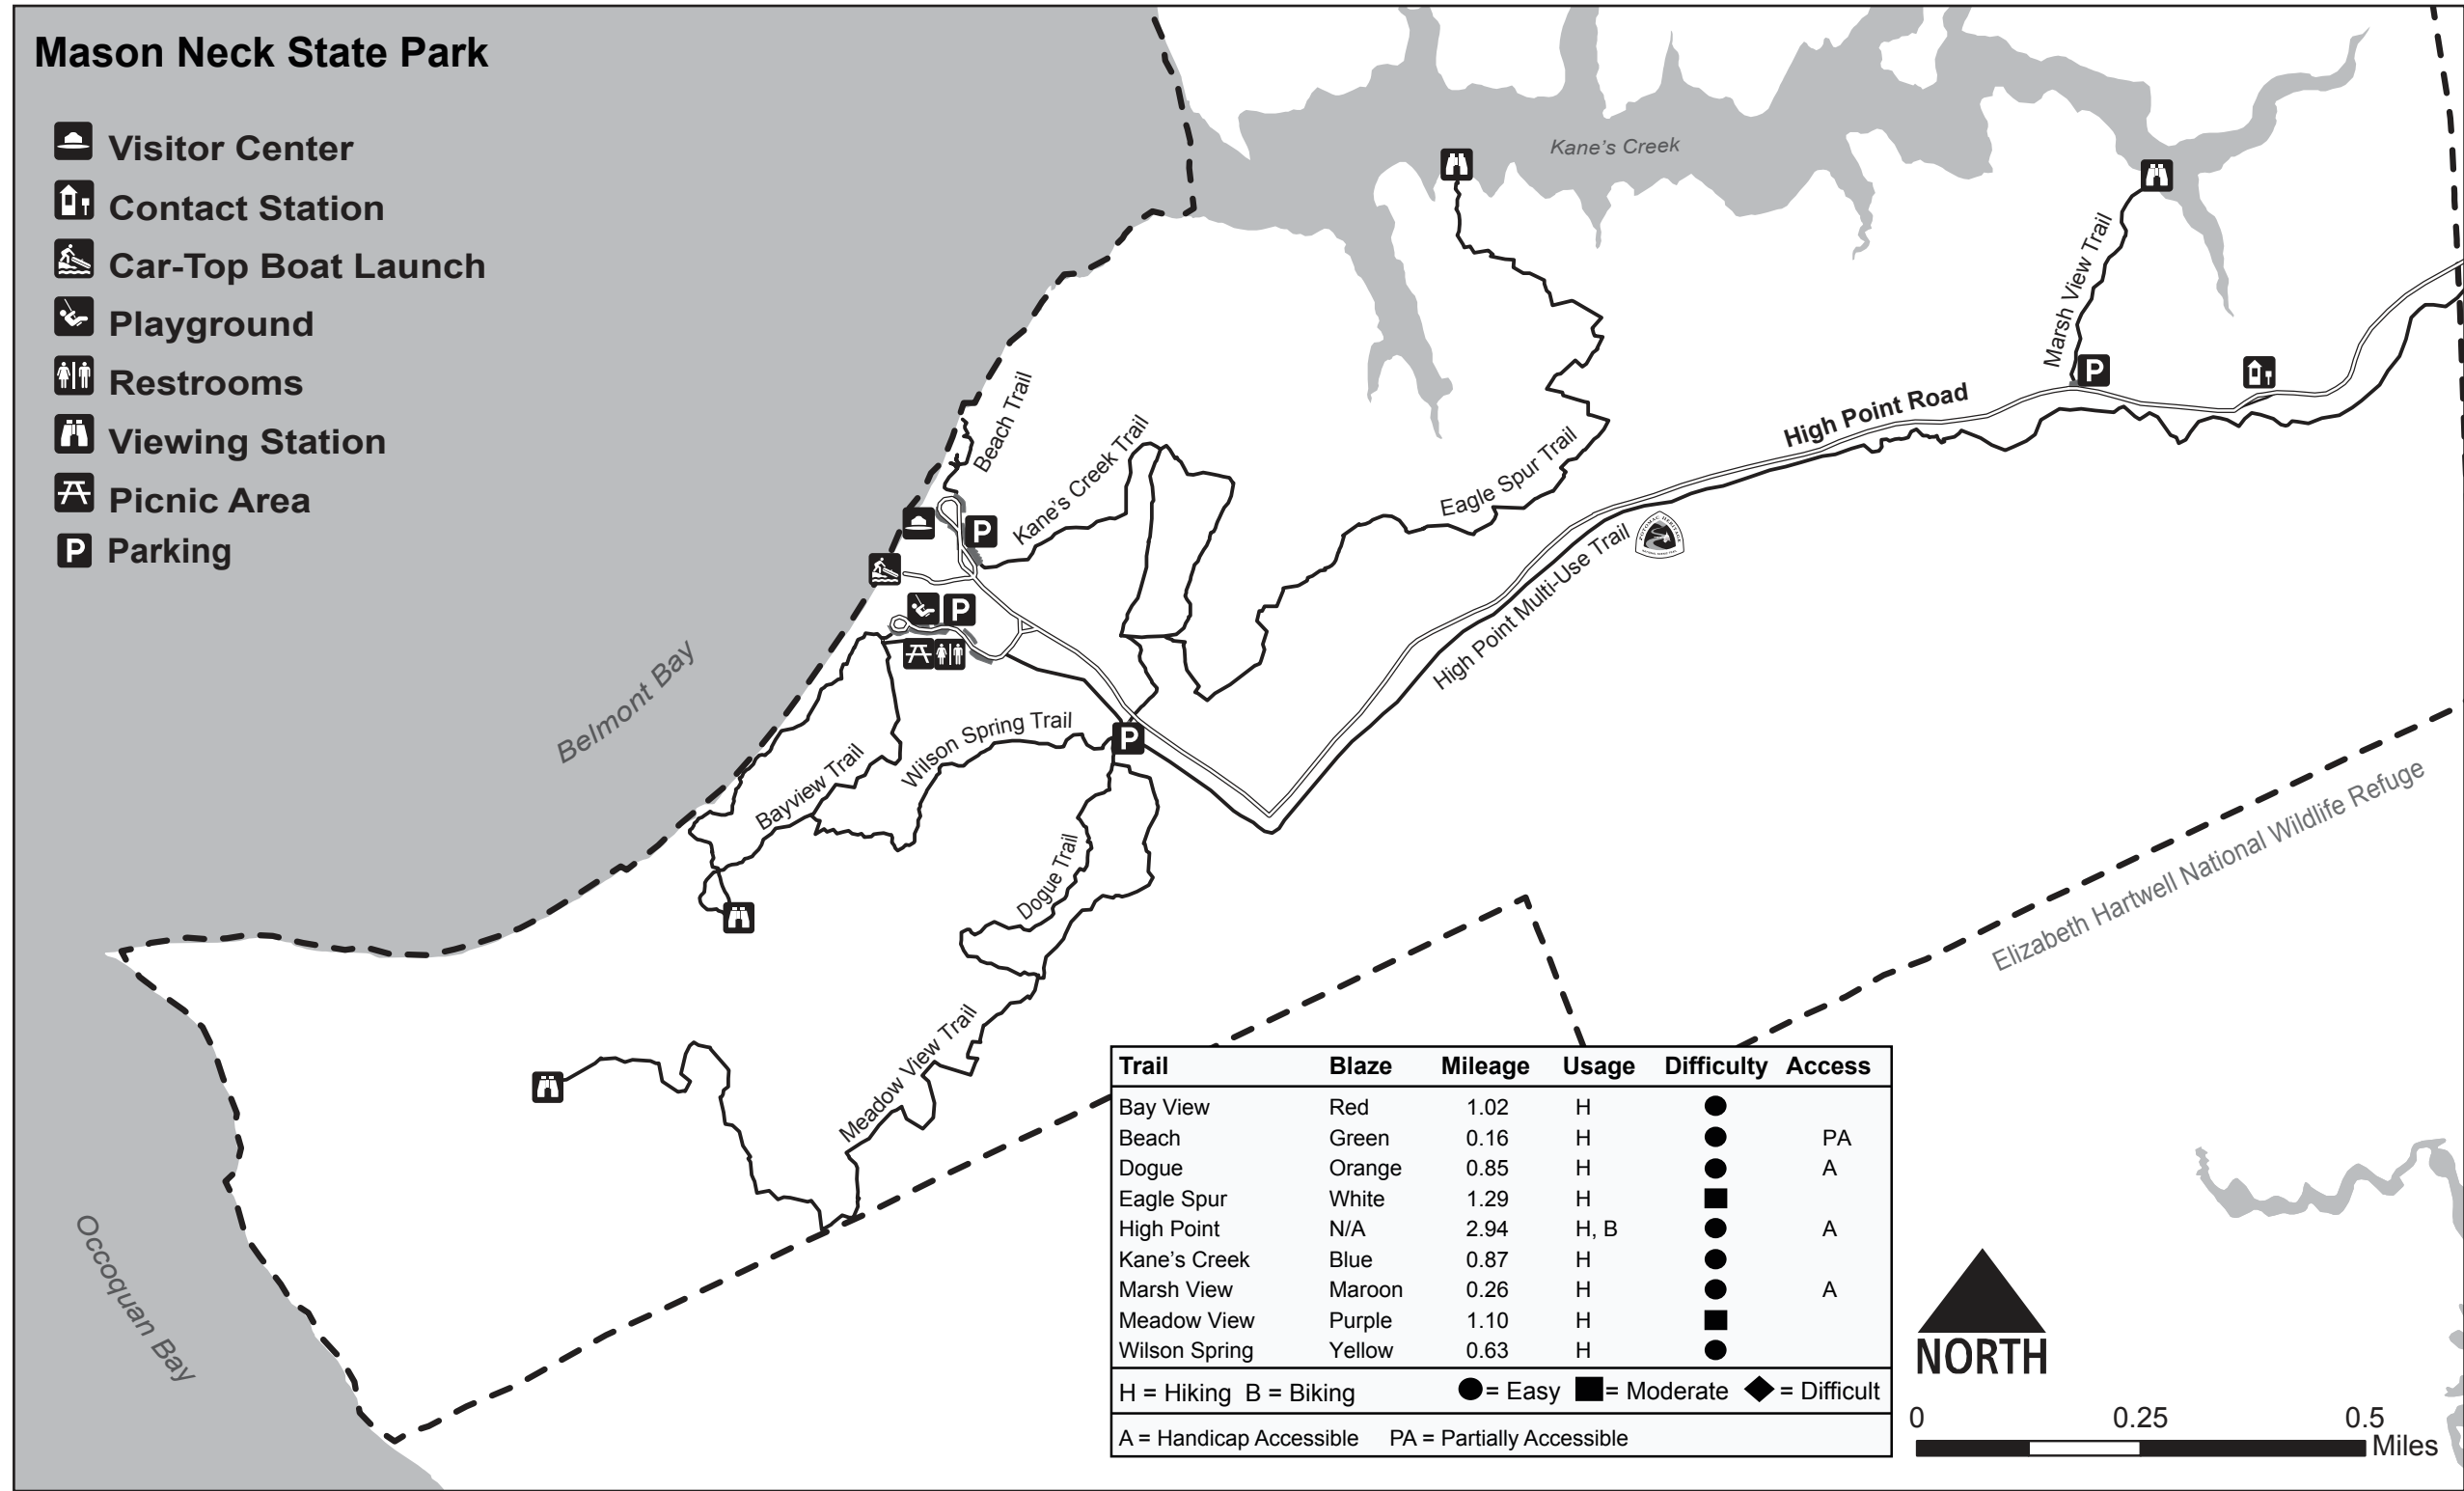 Mason Neck State Park
Visitor Center
Contact Station
Car-Top Boat Launch
Playground
Restrooms
Viewing Station
Picnic Area
P Parking
Kane's Creek
Marsh View Trail
P
High Point Road
Beach Trail
Kane's Creek Trail
Eagle Spur Trail
P
High Point Multi-Use Trail
P
Belmont Bay
Wilson Spring Trail
P
Bayview Trail
Dogue Trail
Elizabeth Hartwell National Wildlife Refuge
Meadow View Trail
Occoquan Bay
Trail Blaze Mileage Usage Difficulty Access
Bay View Red 1.02 H
Beach Green 0.16 H PA
Dogue Orange 0.85 H A
Eagle Spur White 1.29 H
High Point N/A 2.94 H, B A
Kane's Creek Blue 0.87 H
Marsh View Maroon 0.26 H A
Meadow View Purple 1.10 H
Wilson Spring Yellow 0.63 H
H = Hiking B = Biking = Easy = Moderate = Difficult
A = Handicap Accessible PA = Partially Accessible
NORTH
0 0.25 0.5
Miles